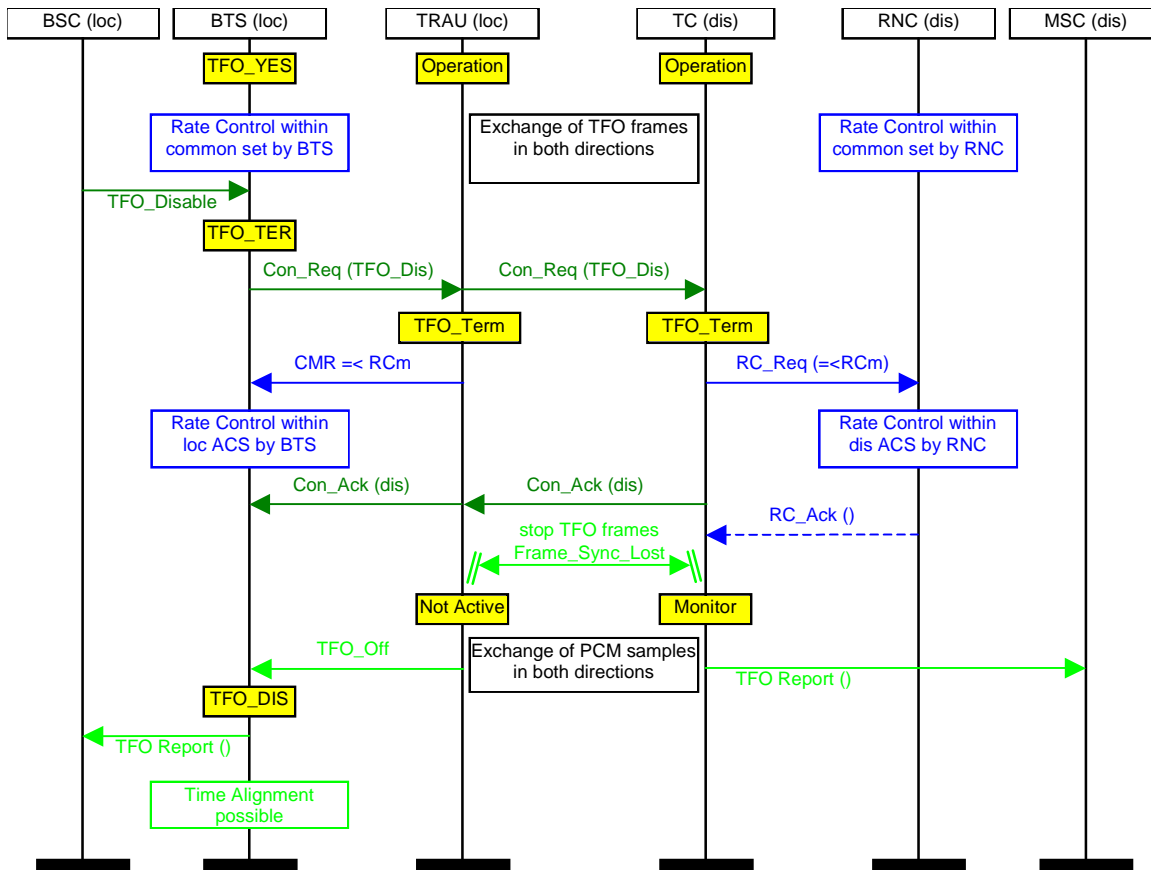 BSC (loc)
BTS (loc)
TRAU (loc)
TC (dis)
RNC (dis)
MSC (dis)
TFO_YES
Operation
Operation
Rate Control within
common set by BTS
Exchange of TFO frames
in both directions
Rate Control within
common set by RNC
TFO_Disable
TFO_TER
Con_Req (TFO_Dis)
Con_Req (TFO_Dis)
TFO_Term
TFO_Term
CMR =< RCm
RC_Req (=<RCm)
Rate Control within
loc ACS by BTS
Rate Control within
dis ACS by RNC
Con_Ack (dis)
Con_Ack (dis)
RC_Ack ()
stop TFO frames
Frame_Sync_Lost
Not Active
Monitor
TFO_Off
Exchange of PCM samples
in both directions
TFO Report ()
TFO_DIS
TFO Report ()
Time Alignment
possible